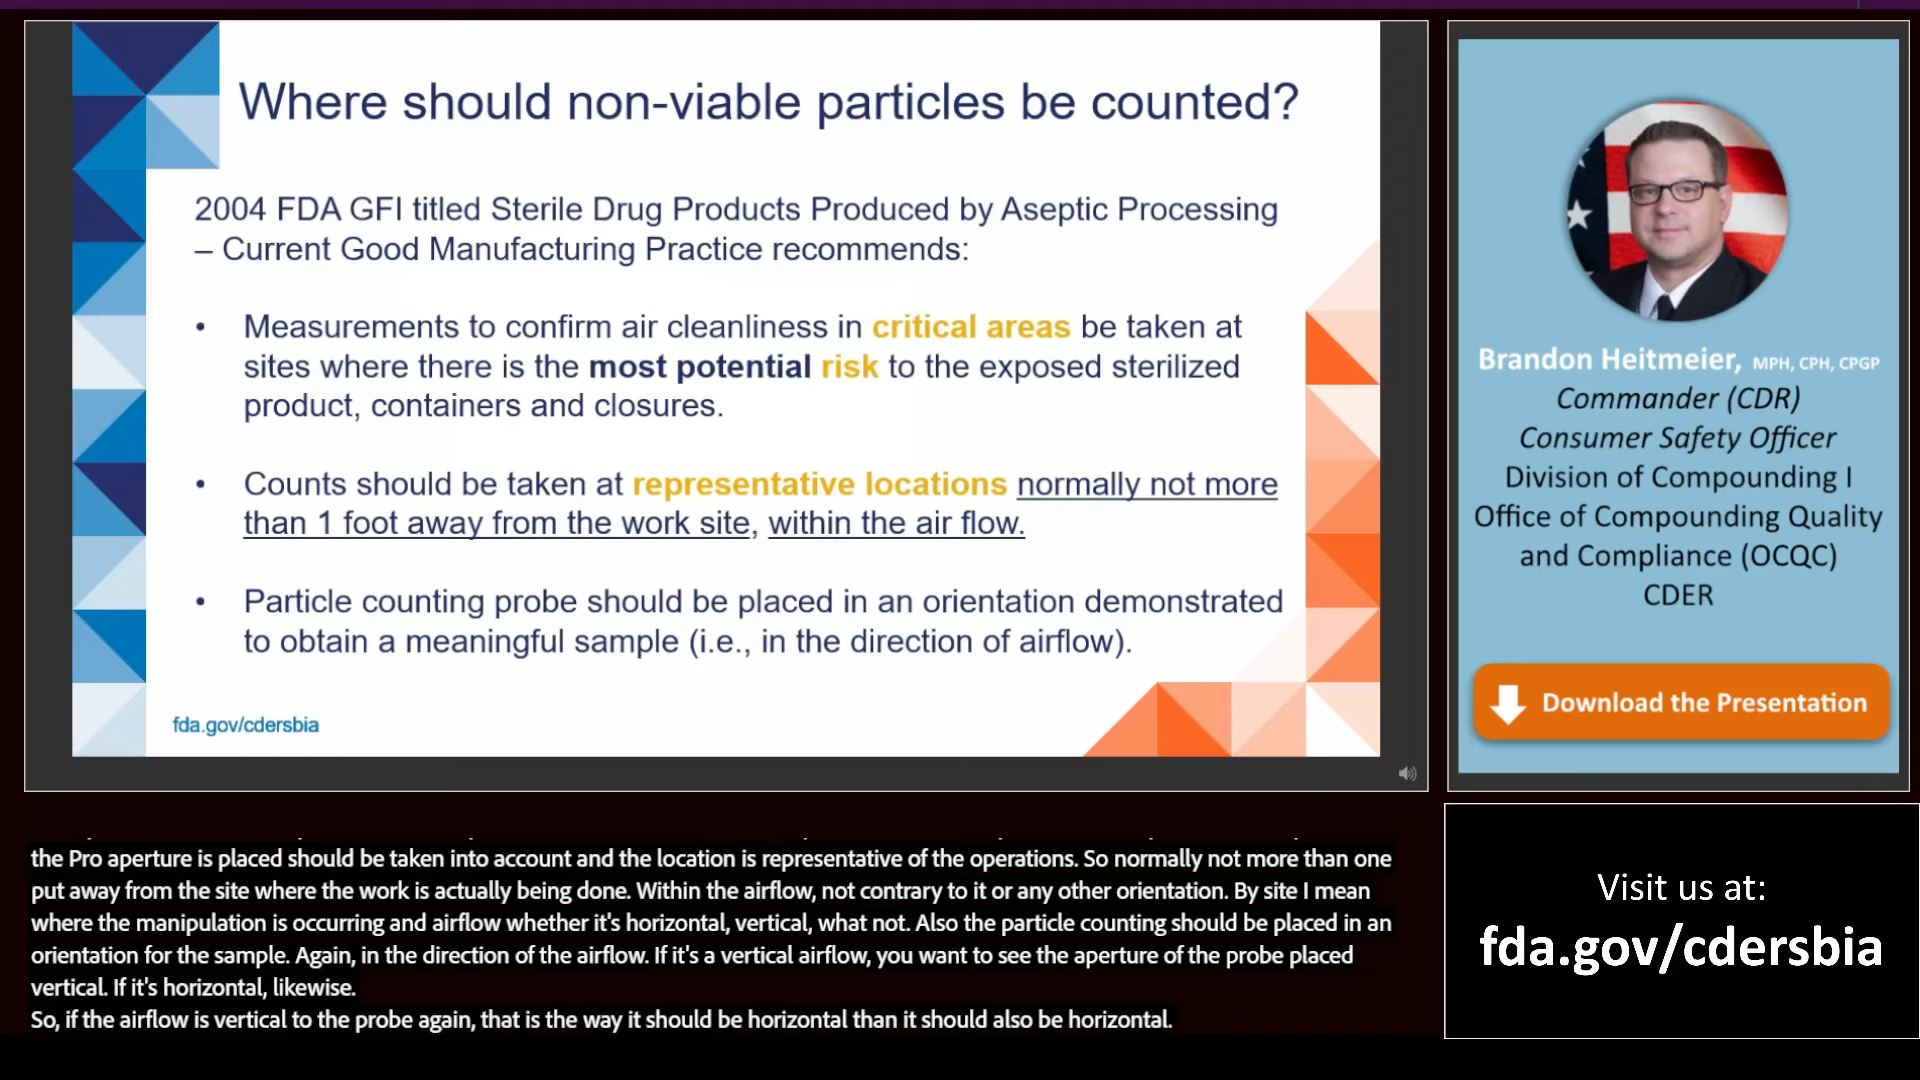 Where should non-viable particles be counted?
2004 FDA GFI titled Sterile Drug Products Produced by Aseptic Processing
– Current Good Manufacturing Practice recommends:
• Measurements to confirm air cleanliness in critical areas be taken at
sites where there is the most potential risk to the exposed sterilized
product, containers and closures.
• Counts should be taken at representative locations normally not more
than 1 foot away from the work site, within the air flow.
• Particle counting probe should be placed in an orientation demonstrated
to obtain a meaningful sample (i.e., in the direction of airflow).
fda.gov/cdersbia
Brandon Heitmeier, MPH, CPH, CPGP
Commander (CDR)
Consumer Safety Officer
Division of Compounding I
Office of Compounding Quality
and Compliance (OCQC)
CDER
Download the Presentation
the Pro aperture is placed should be taken into account and the location is representative of the operations. So normally not more than one
put away from the site where the work is actually being done. Within the airflow, not contrary to it or any other orientation. By site I mean
where the manipulation is occurring and airflow whether it's horizontal, vertical, what not. Also the particle counting should be placed in an
orientation for the sample. Again, in the direction of the airflow. If it's a vertical airflow, you want to see the aperture of the probe placed
vertical. If it's horizontal, likewise.
So, if the airflow is vertical to the probe again, that is the way it should be horizontal than it should also be horizontal.
Visit us at:
fda.gov/cdersbia